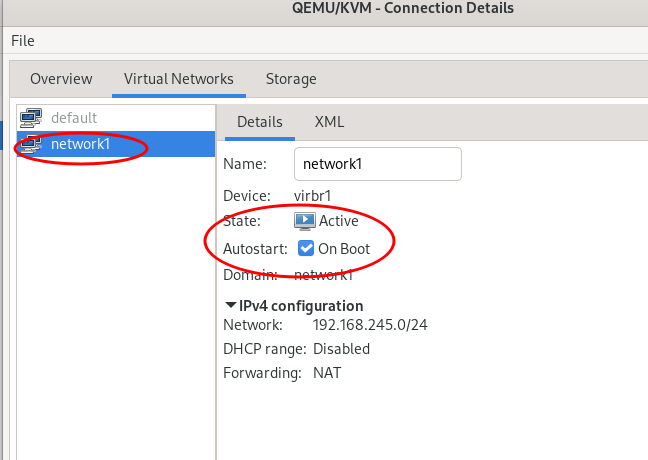 QEMU/KVM - Connection Details
File
Overview Virtual Networks Storage
default
network1
Details XML
Name: network1
Device: virbr1
State: Active
Autostart: On Boot
Domain: network1
IPv4 configuration
Network: 192.168.245.0/24
DHCP range: Disabled
Forwarding: NAT